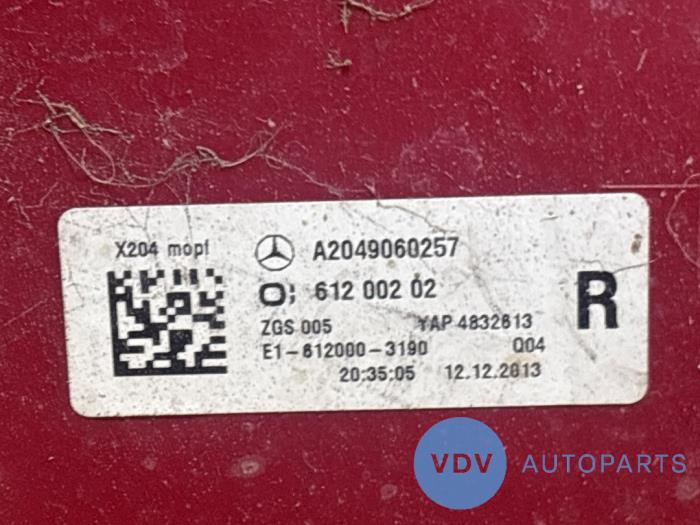 X204 mopf
A2049060257
612 002 02
R
ZGS 005 YAP 4832613
E1-612000-3190 Q04
20:35:05 12.12.2013
VDV AUTOPARTS